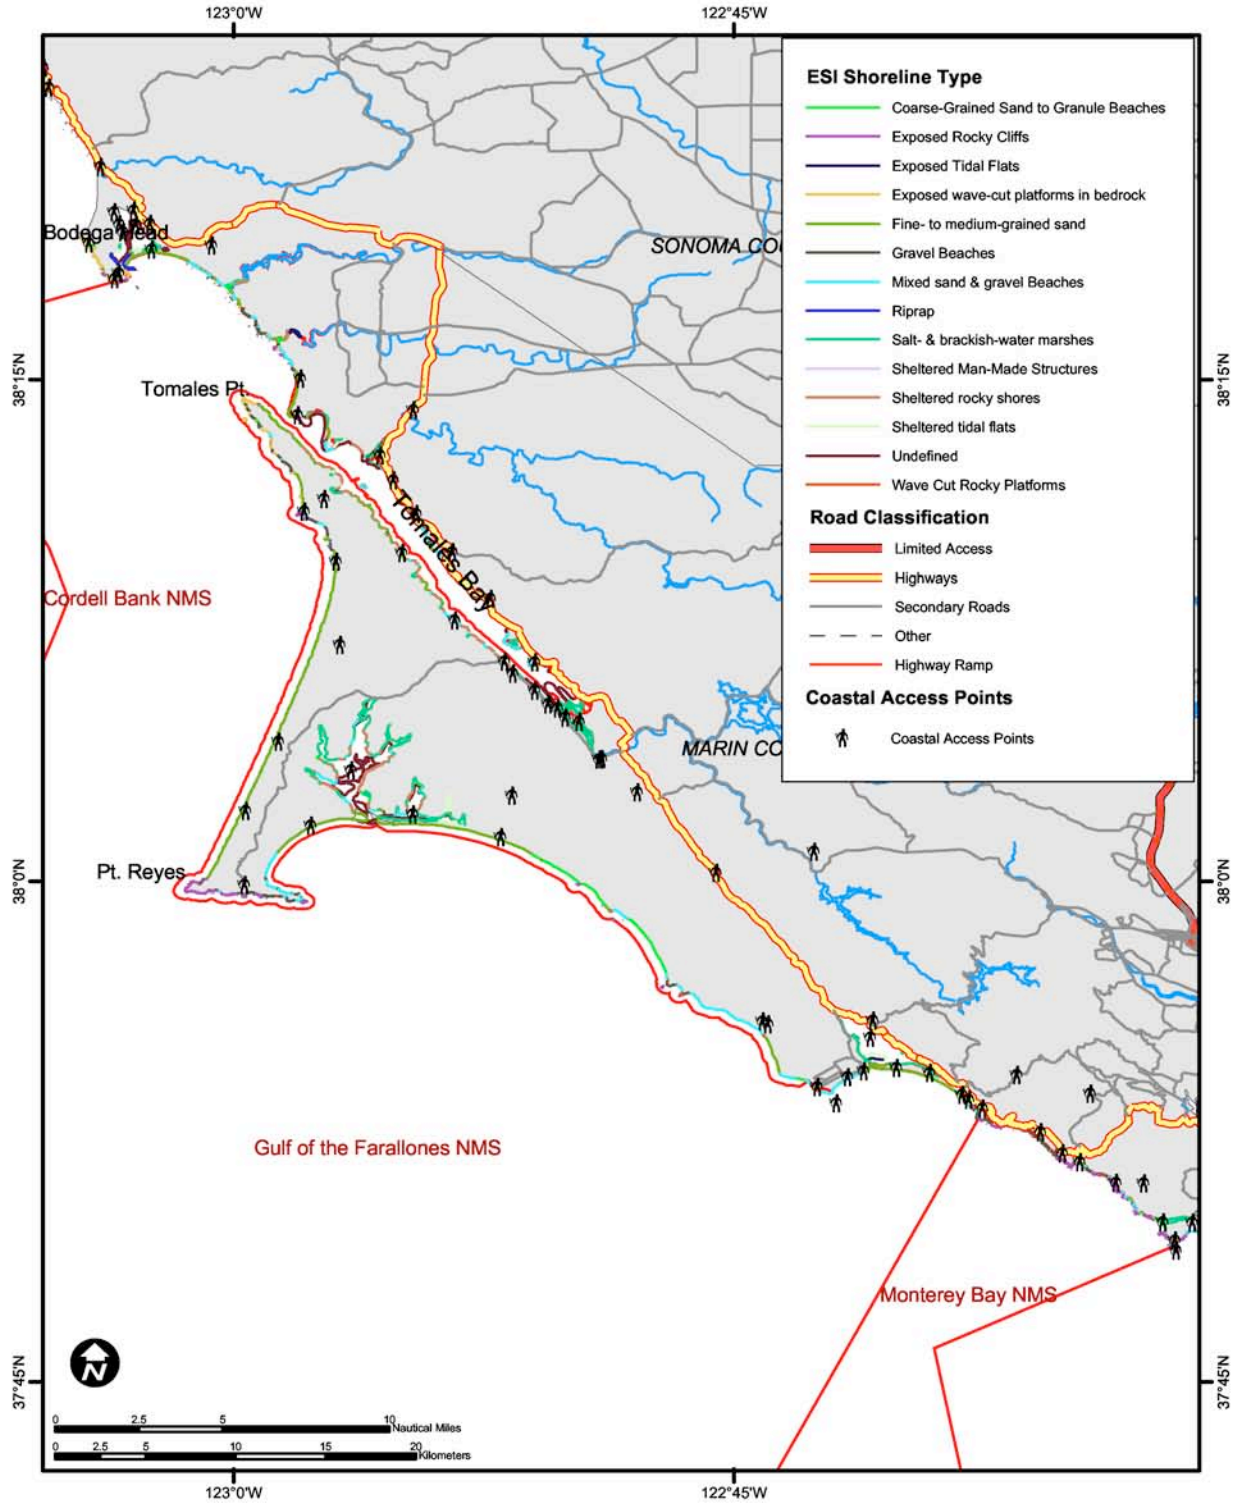 123°0'W
122°45'W
ESI Shoreline Type
Coarse-Grained Sand to Granule Beaches
Exposed Rocky Cliffs
Exposed Tidal Flats
Exposed wave-cut platforms in bedrock
Fine- to medium-grained sand
Gravel Beaches
Mixed sand & gravel Beaches
Riprap
Salt- & brackish-water marshes
Sheltered Man-Made Structures
Sheltered rocky shores
Sheltered tidal flats
Undefined
Wave Cut Rocky Platforms
Road Classification
Limited Access
Highways
Secondary Roads
Other
Highway Ramp
Coastal Access Points
Coastal Access Points
Bodega Head
SONOMA COU
38°15'N
38°15'N
Tomales Pt.
Tomales Bay
Cordell Bank NMS
MARIN CO
Pt. Reyes
38°0'N
38°0'N
Gulf of the Farallones NMS
Monterey Bay NMS
37°45'N
37°45'N
N
0 2.5 5 10
Nautical Miles
0 2.5 5 10 15 20
Kilometers
123°0'W
122°45'W